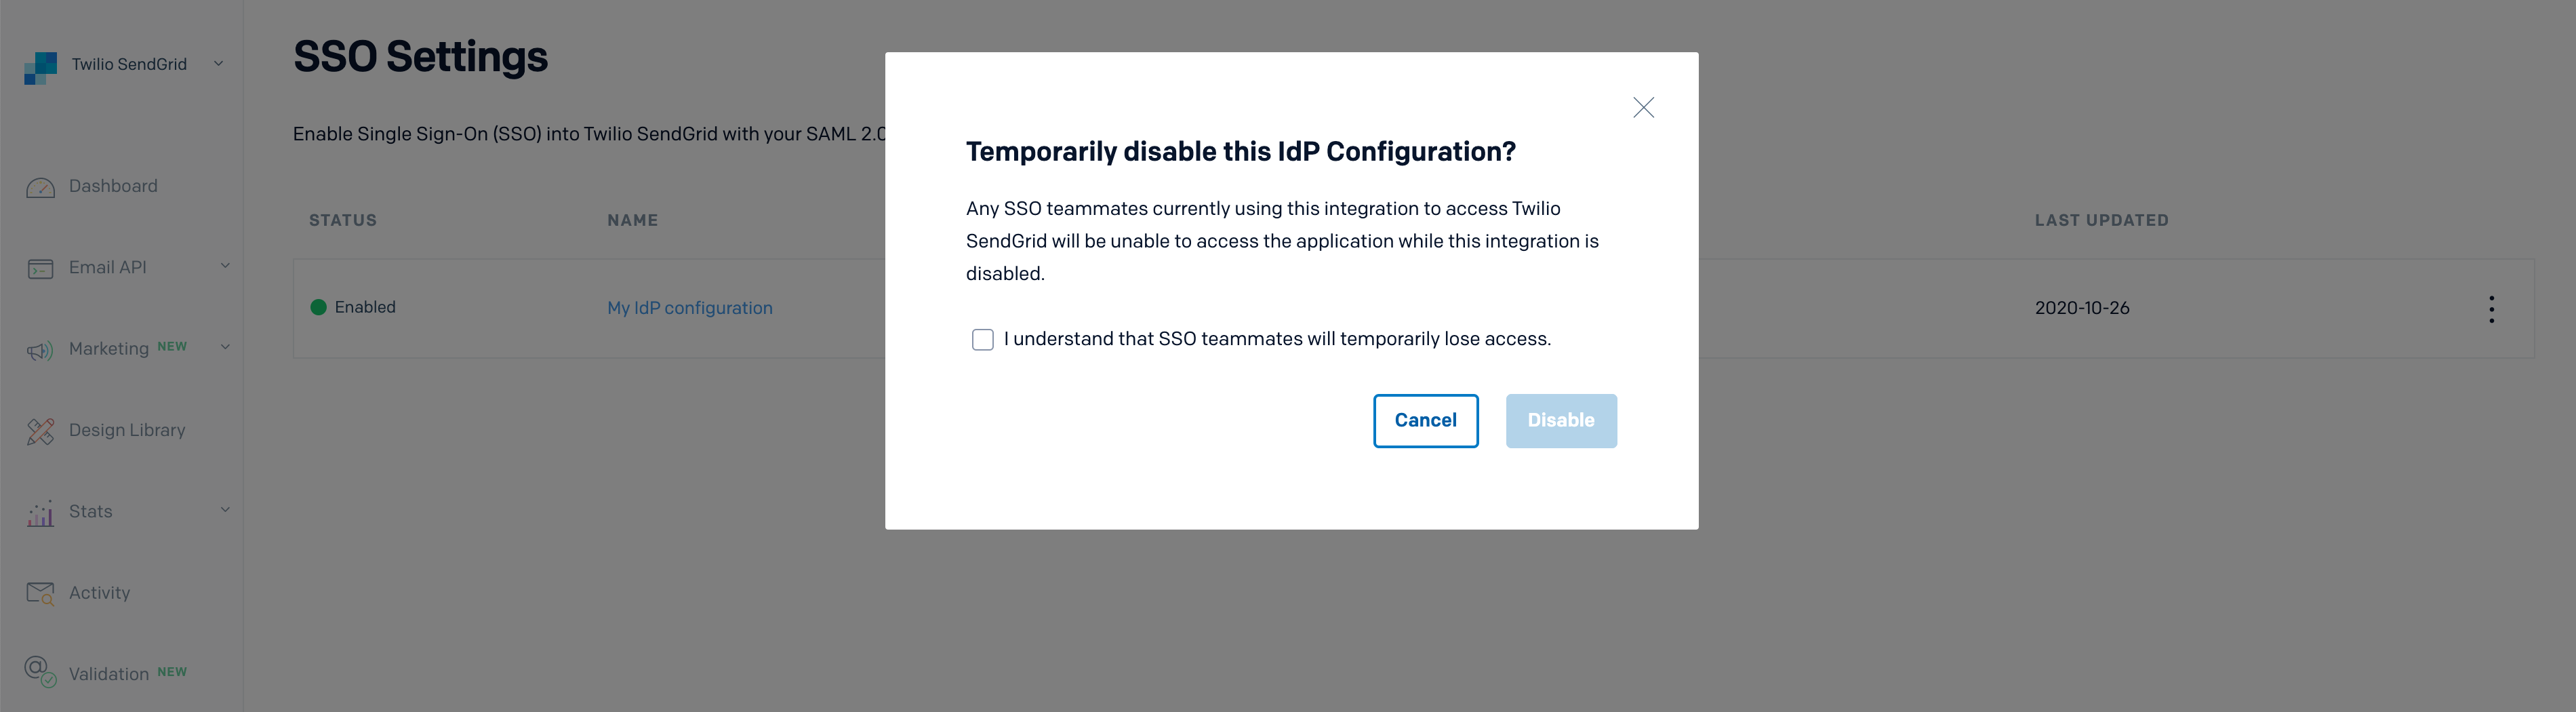 Twilio SendGrid
Dashboard
Email API
Marketing NEW
Design Library
Stats
Activity
Validation NEW
SSO Settings
Enable Single Sign-On (SSO) into Twilio SendGrid with your SAML 2.0
STATUS NAME LAST UPDATED
Enabled My IdP configuration 2020-10-26
Temporarily disable this IdP Configuration?
Any SSO teammates currently using this integration to access Twilio
SendGrid will be unable to access the application while this integration is
disabled.
I understand that SSO teammates will temporarily lose access.
Cancel Disable